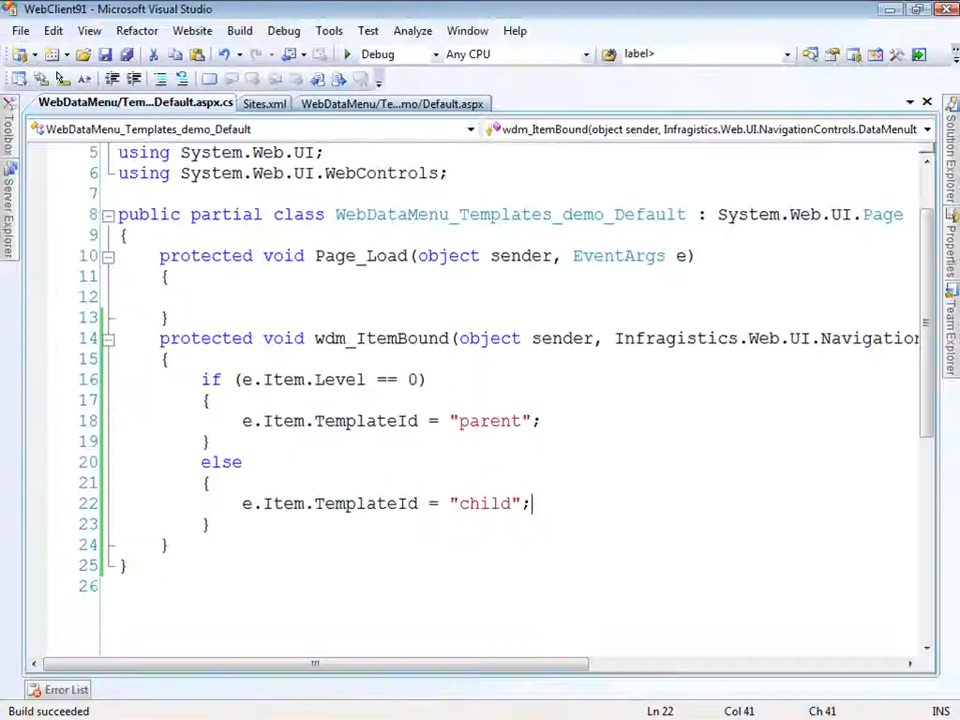 WebClient91 - Microsoft Visual Studio
File Edit View Refactor Website Build Debug Tools Test Analyze Window Help
Debug Any CPU label>
WebDataMenu/Tem...Default.aspx.cs Sites.xml WebDataMenu/Te...mo/Default.aspx
WebDataMenu_Templates_demo_Default wdm_ItemBound(object sender, Infragistics.Web.UI.NavigationControls.DataMenuIt
Toolbox
Server Explorer
Solution Explorer
Properties
Team Explorer
5 using System.Web.UI;
6 using System.Web.UI.WebControls;
7
8 public partial class WebDataMenu_Templates_demo_Default : System.Web.UI.Page
9 {
10 protected void Page_Load(object sender, EventArgs e)
11 {
12
13 }
14 protected void wdm_ItemBound(object sender, Infragistics.Web.UI.Navigation
15 {
16 if (e.Item.Level == 0)
17 {
18 e.Item.TemplateId = "parent";
19 }
20 else
21 {
22 e.Item.TemplateId = "child";
23 }
24 }
25 }
26
Error List
Build succeeded Ln 22 Col 41 Ch 41 INS